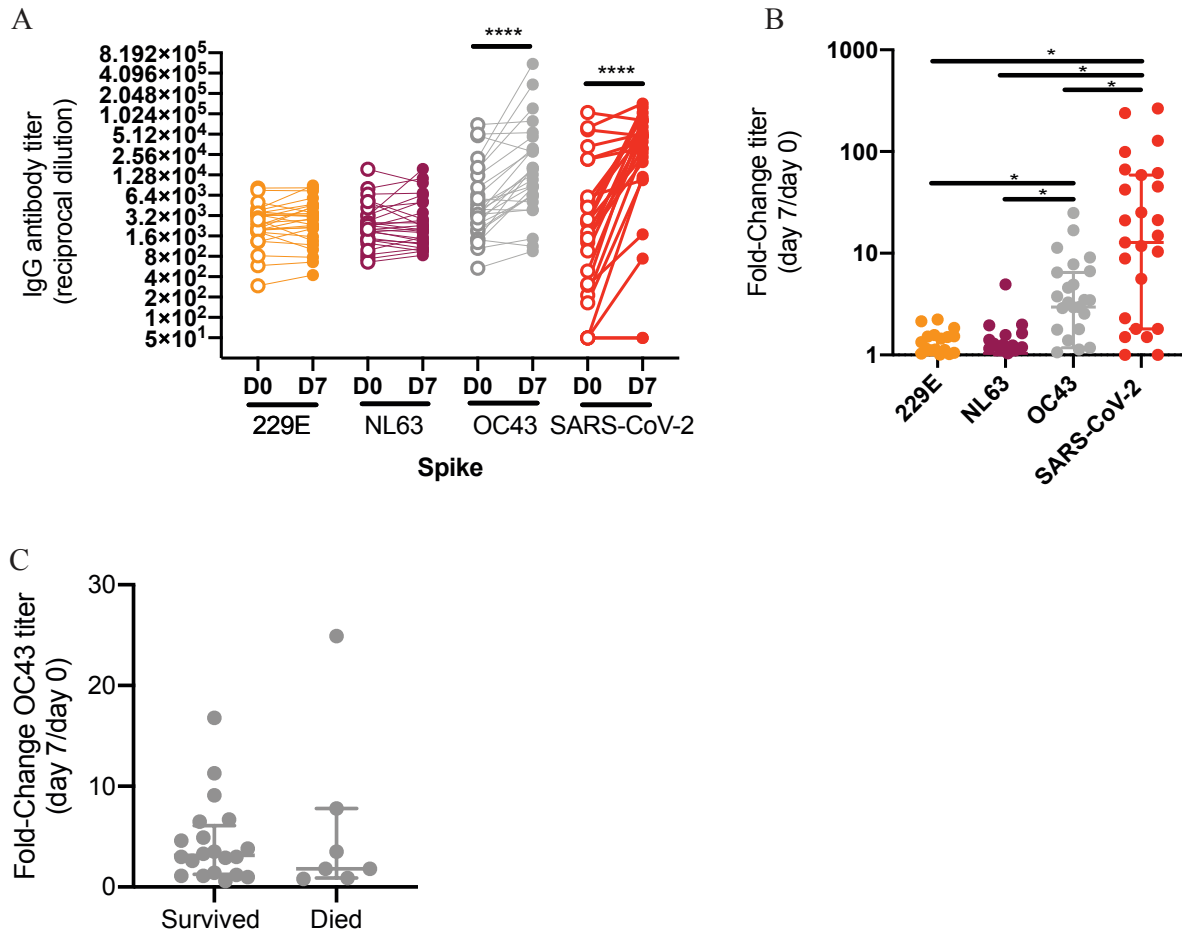 A
IgG antibody titer
(reciprocal dilution)
8.192×10⁵
4.096×10⁵
2.048×10⁵
1.024×10⁵
5.12×10⁴
2.56×10⁴
1.28×10⁴
6.4×10³
3.2×10³
1.6×10³
8×10²
4×10²
2×10²
1×10²
5×10¹
****
****
D0 D7 D0 D7 D0 D7 D0 D7
229E NL63 OC43 SARS-CoV-2
Spike
B
Fold-Change titer
(day 7/day 0)
1000
100
10
1
*
*
*
*
*
229E
NL63
OC43
SARS-CoV-2
C
Fold-Change OC43 titer
(day 7/day 0)
30
20
10
0
Survived Died